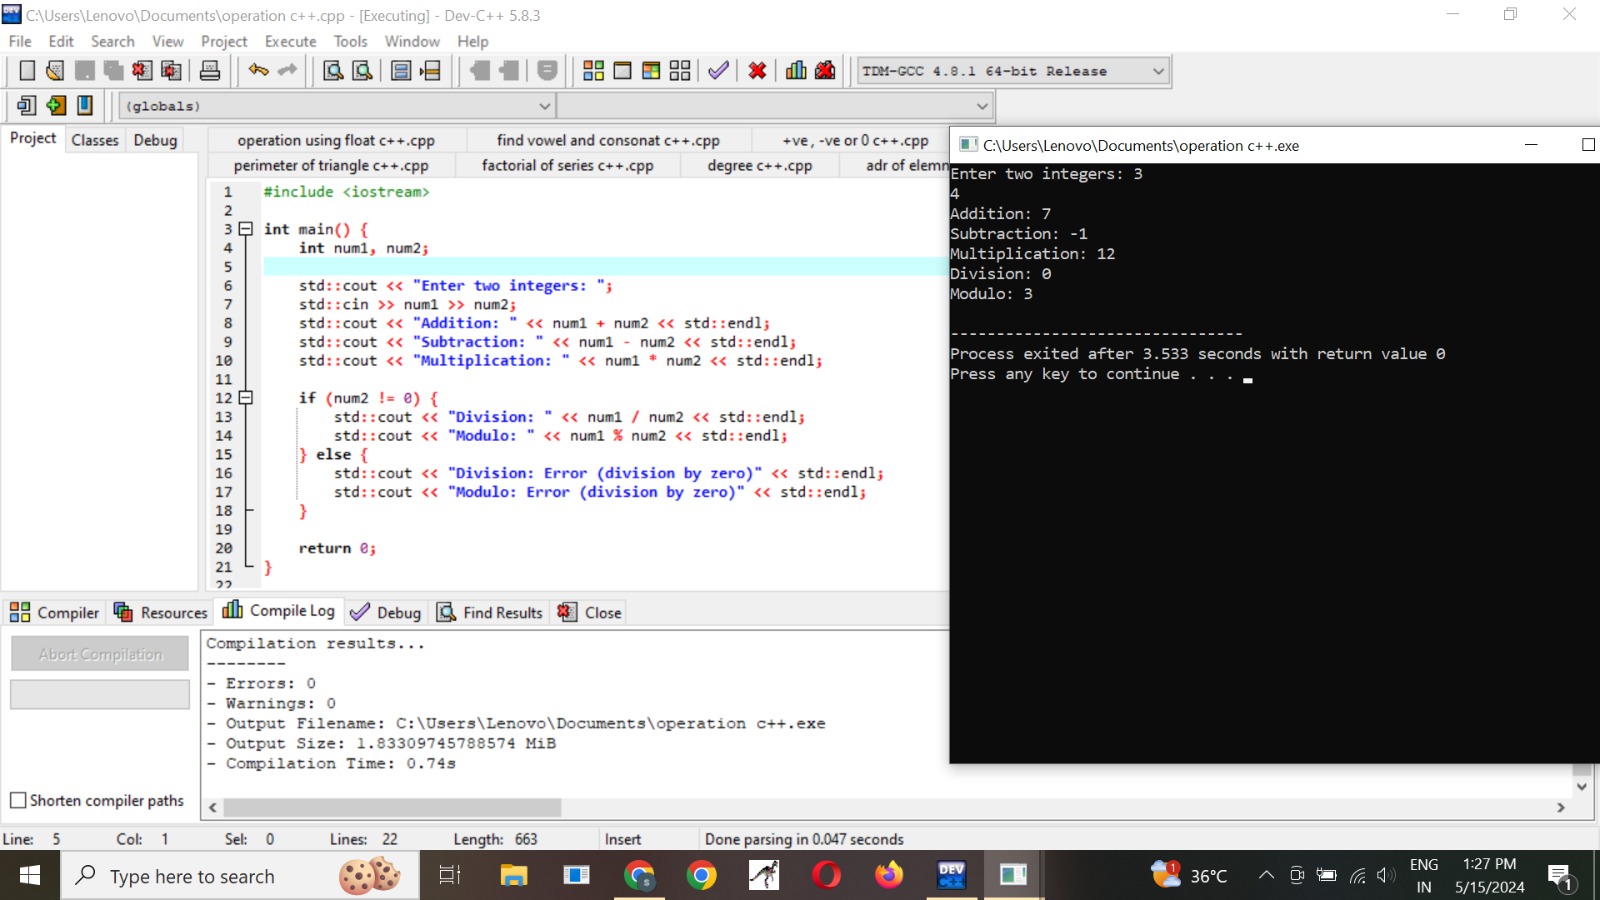 C:\Users\Lenovo\Documents\operation c++.cpp - [Executing] - Dev-C++ 5.8.3
File Edit Search View Project Execute Tools Window Help
TDM-GCC 4.8.1 64-bit Release
(globals)
Project Classes Debug
operation using float c++.cpp find vowel and consonat c++.cpp +ve , -ve or 0 c++.cpp
perimeter of triangle c++.cpp factorial of series c++.cpp degree c++.cpp adr of elemn
1 #include <iostream>
2
3 int main() {
4 int num1, num2;
5
6 std::cout << "Enter two integers: ";
7 std::cin >> num1 >> num2;
8 std::cout << "Addition: " << num1 + num2 << std::endl;
9 std::cout << "Subtraction: " << num1 - num2 << std::endl;
10 std::cout << "Multiplication: " << num1 * num2 << std::endl;
11
12 if (num2 != 0) {
13 std::cout << "Division: " << num1 / num2 << std::endl;
14 std::cout << "Modulo: " << num1 % num2 << std::endl;
15 } else {
16 std::cout << "Division: Error (division by zero)" << std::endl;
17 std::cout << "Modulo: Error (division by zero)" << std::endl;
18 }
19
20 return 0;
21 }
22
C:\Users\Lenovo\Documents\operation c++.exe
Enter two integers: 3
4
Addition: 7
Subtraction: -1
Multiplication: 12
Division: 0
Modulo: 3
--------------------------------
Process exited after 3.533 seconds with return value 0
Press any key to continue . . .
Compiler Resources Compile Log Debug Find Results Close
Abort Compilation
Shorten compiler paths
Compilation results...
--------
- Errors: 0
- Warnings: 0
- Output Filename: C:\Users\Lenovo\Documents\operation c++.exe
- Output Size: 1.83309745788574 MiB
- Compilation Time: 0.74s
Line: 5 Col: 1 Sel: 0 Lines: 22 Length: 663 Insert Done parsing in 0.047 seconds
Type here to search
DEV
1
36°C
ENG
IN
1:27 PM
5/15/2024
1